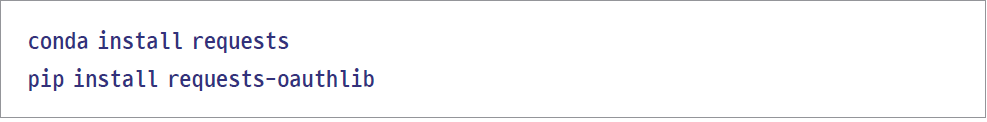 conda install requests
pip install requests-oauthlib